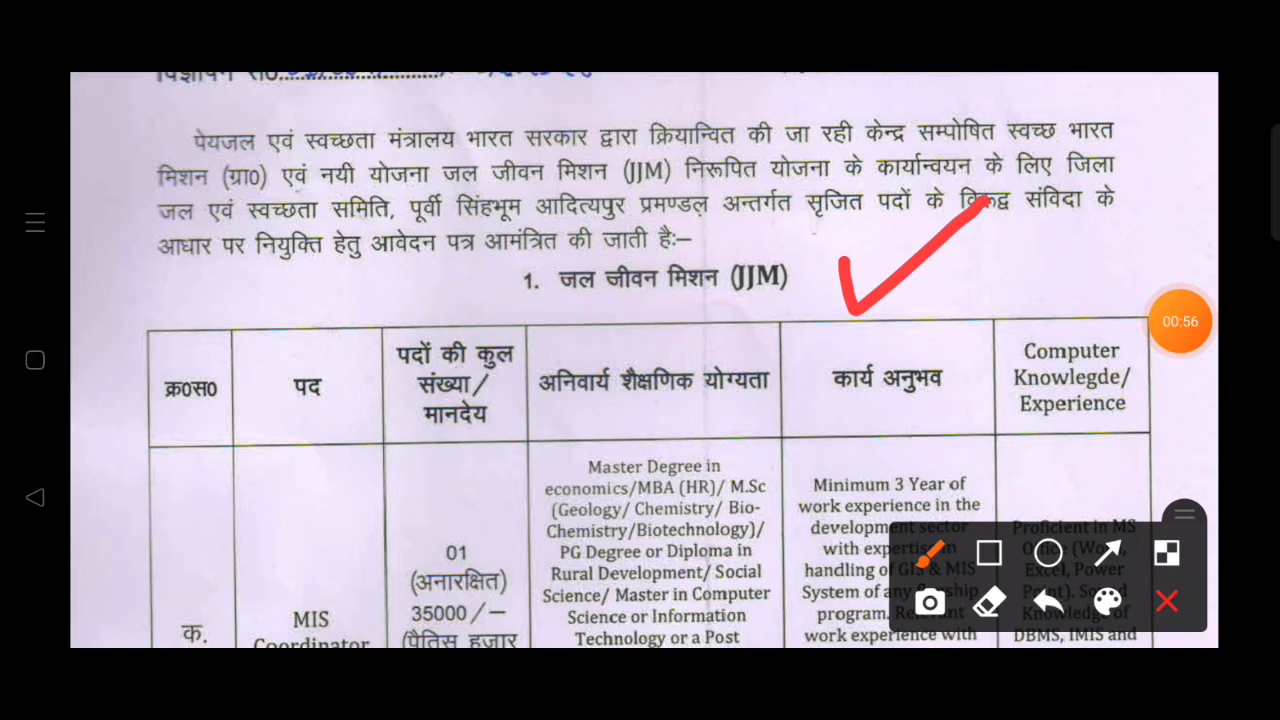 पेयजल एवं स्वच्छता मंत्रालय भारत सरकार द्वारा क्रियान्वित की जा रही केन्द्र सम्पोषित स्वच्छ भारत
मिशन (ग्रा0) एवं नयी योजना जल जीवन मिशन (JJM) निरूपित योजना के कार्यान्वयन के लिए जिला
जल एवं स्वच्छता समिति, पूर्वी सिंहभूम आदित्यपुर प्रमण्डल अन्तर्गत सृजित पदों के विरूद्व संविदा के
आधार पर नियुक्ति हेतु आवेदन पत्र आमंत्रित की जाती हैः–
1. जल जीवन मिशन (JJM)
क्र0स0
पद
पदों की कुल
संख्या/
मानदेय
अनिवार्य शैक्षणिक योग्यता
कार्य अनुभव
Computer
Knowlegde/
Experience
क.
MIS
Coordinator
01
(अनारक्षित)
35000/–
(पैंतिस हजार
Master Degree in
economics/MBA (HR)/ M.Sc
(Geology/ Chemistry/ Bio-
Chemistry/Biotechnology)/
PG Degree or Diploma in
Rural Development/ Social
Science/ Master in Computer
Science or Information
Technology or a Post
Minimum 3 Year of
work experience in the
development sector
with expertise in
handling of GIS & MIS
System of any
program. Relevant
work experience with
Proficient in MS
Office (Word,
Excel, Power
Point). Sound
Knowledge of
DBMS, IMIS and
00:56